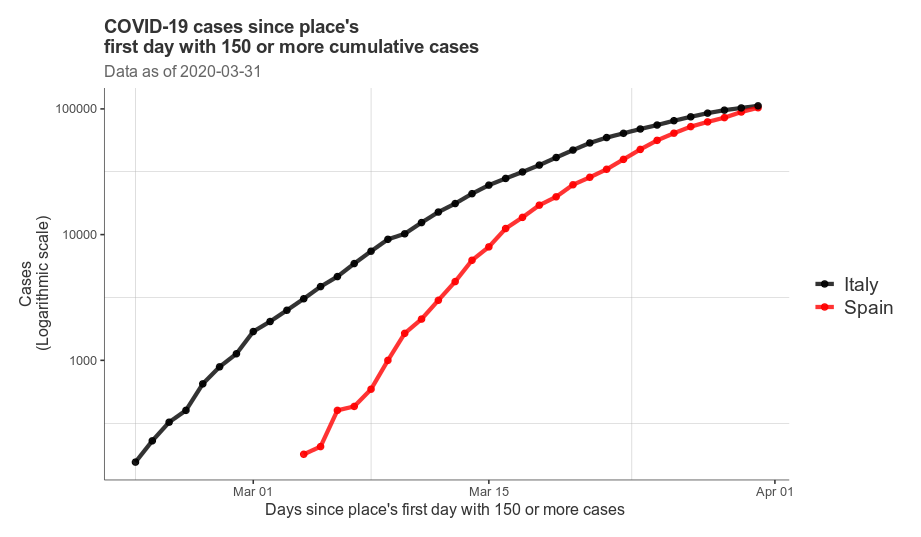 COVID-19 cases since place's
first day with 150 or more cumulative cases
Data as of 2020-03-31
100000
10000
1000
Cases
(Logarithmic scale)
Mar 01
Mar 15
Apr 01
Days since place's first day with 150 or more cases
Italy
Spain